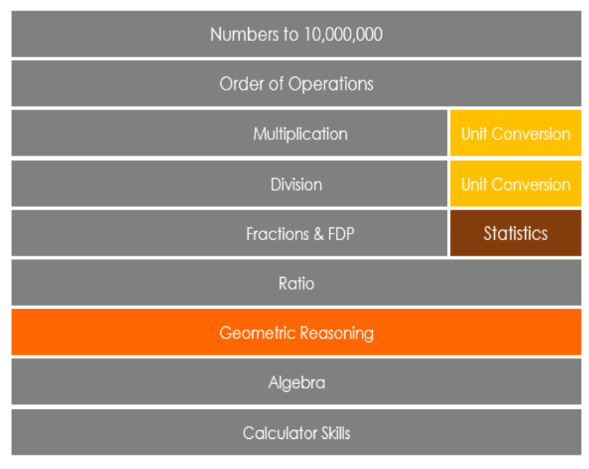 Numbers to 10,000,000
Order of Operations
Multiplication
Unit Conversion
Division
Unit Conversion
Fractions & FDP
Statistics
Ratio
Geometric Reasoning
Algebra
Calculator Skills